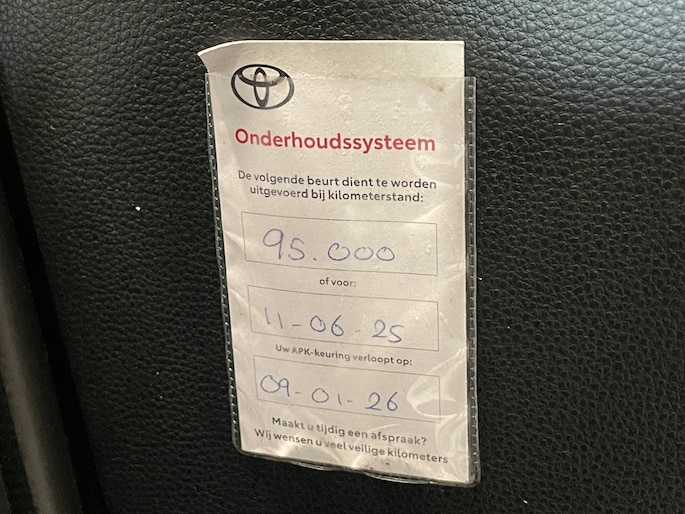 Onderhoudssysteem
De volgende beurt dient te worden
uitgevoerd bij kilometerstand:
95.000
of voor:
11-06-25
Uw APK-keuring verloopt op:
09-01-26
Maakt u tijdig een afspraak?
Wij wensen u veel veilige kilometers